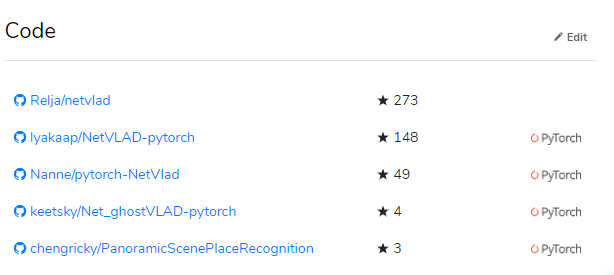 Code
Edit
Relja/netvlad ★ 273
lyakaap/NetVLAD-pytorch ★ 148 PyTorch
Nanne/pytorch-NetVlad ★ 49 PyTorch
keetsky/Net_ghostVLAD-pytorch ★ 4 PyTorch
chengricky/PanoramicScenePlaceRecognition ★ 3 PyTorch